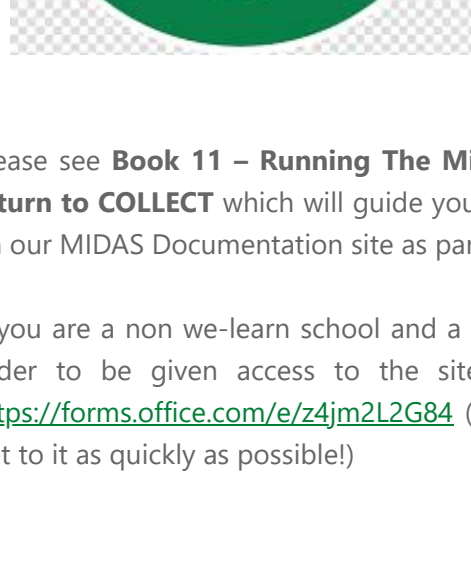 ease see Book 11 – Running The Mi
turn to COLLECT which will guide you
our MIDAS Documentation site as par
you are a non we-learn school and a
der to be given access to the site
tps://forms.office.com/e/z4jm2L2G84 (
t to it as quickly as possible!)